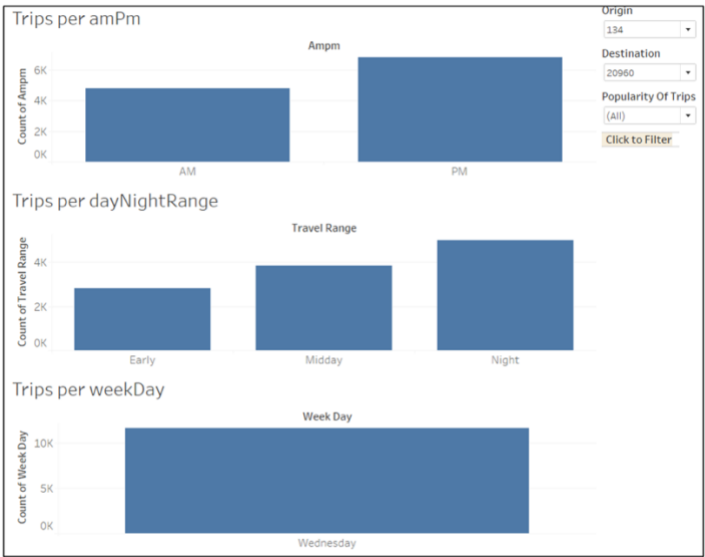 Trips per amPm
Ampm
Count of Ampm
6K
4K
2K
0K
AM
PM
Origin
134
Destination
20960
Popularity Of Trips
(All)
Click to Filter
Trips per dayNightRange
Travel Range
Count of Travel Range
4K
2K
0K
Early
Midday
Night
Trips per weekDay
Week Day
Count of Week Day
10K
5K
0K
Wednesday